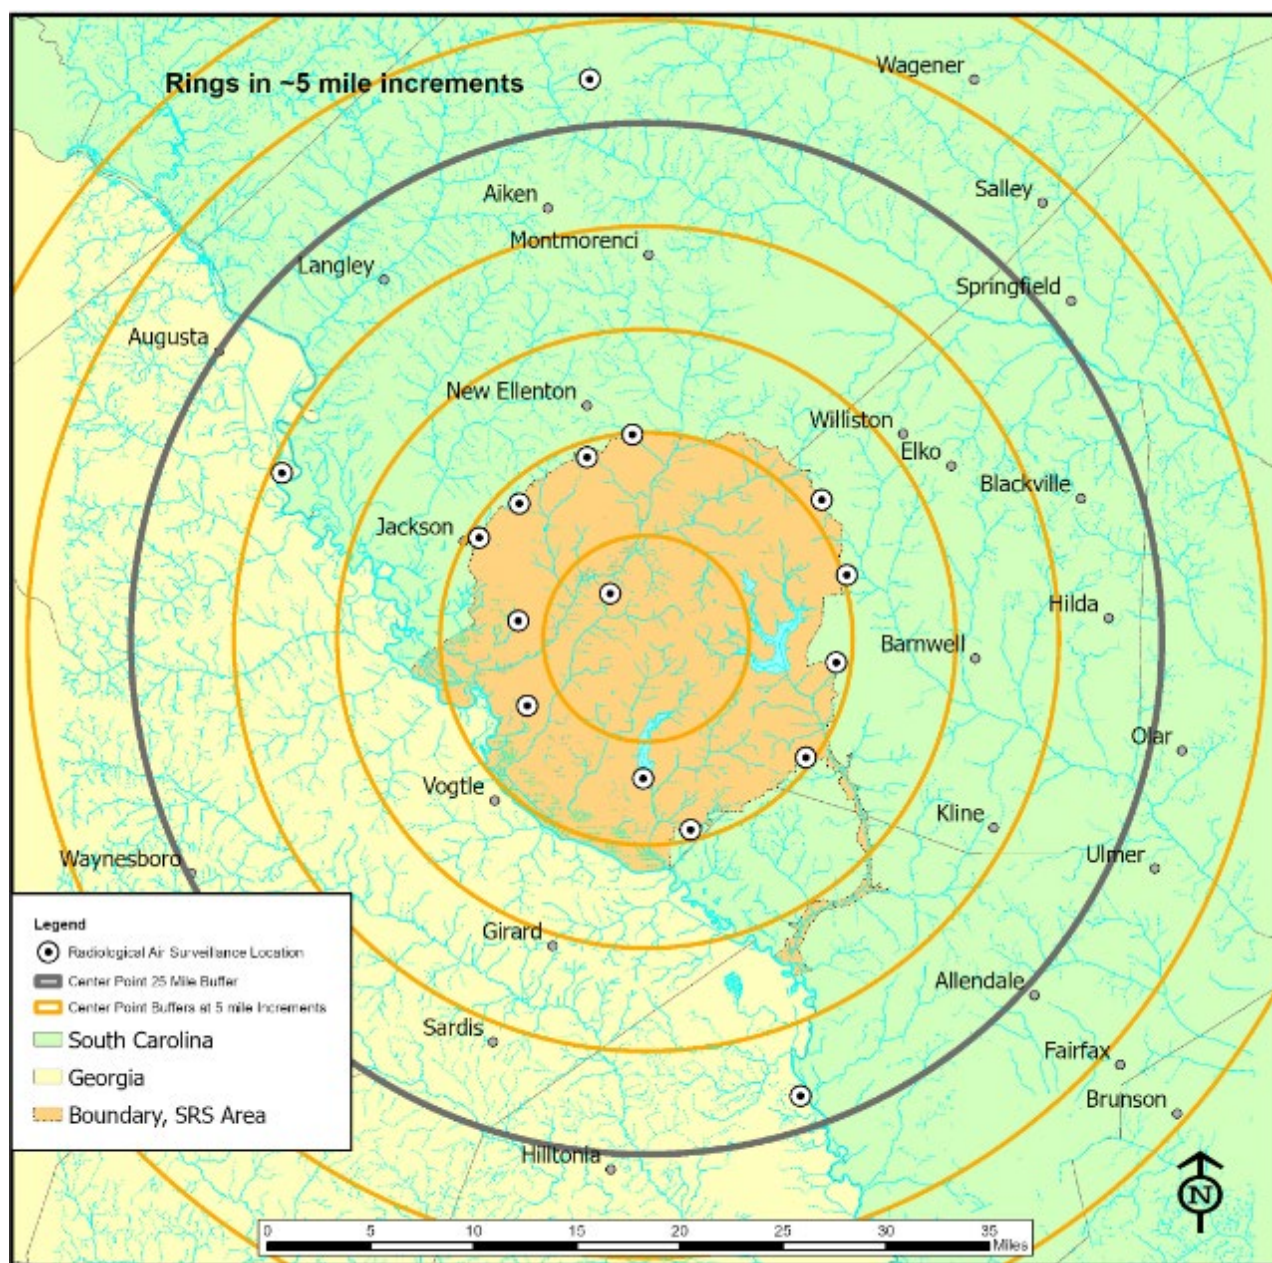 Rings in ~5 mile increments
Wagener
Aiken
Salley
Montmorenci
Langley
Springfield
Augusta
New Ellenton
Williston
Elko
Blackville
Jackson
Hilda
Barnwell
Olar
Vogtle
Kline
Ulmer
Waynesboro
Girard
Allendale
Sardis
Fairfax
Brunson
Hilltonia
Legend
Radiological Air Surveillance Location
Center Point 25 Mile Buffer
Center Point Buffers at 5 mile Increments
South Carolina
Georgia
Boundary, SRS Area
N
0 5 10 15 20 25 30 35
Miles